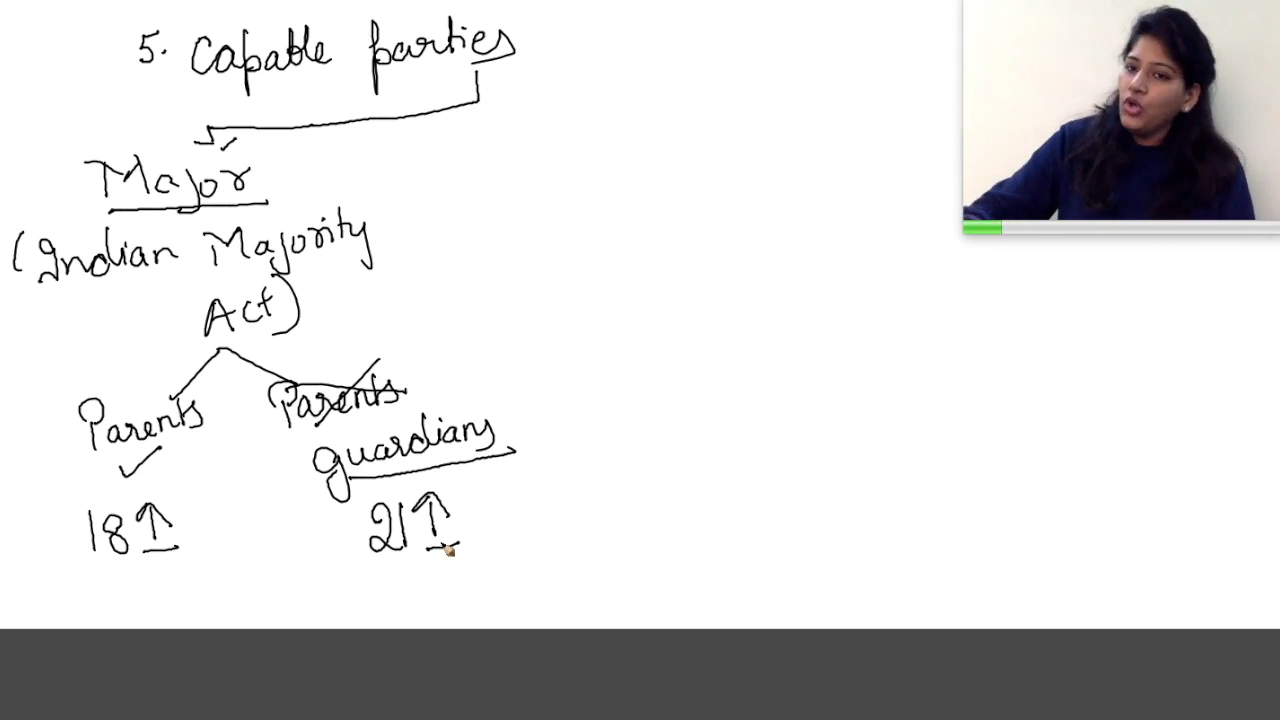 5. Capable parties
Major
(Indian Majority
Act)
Parents Parents
guardians
18↑ 21↑